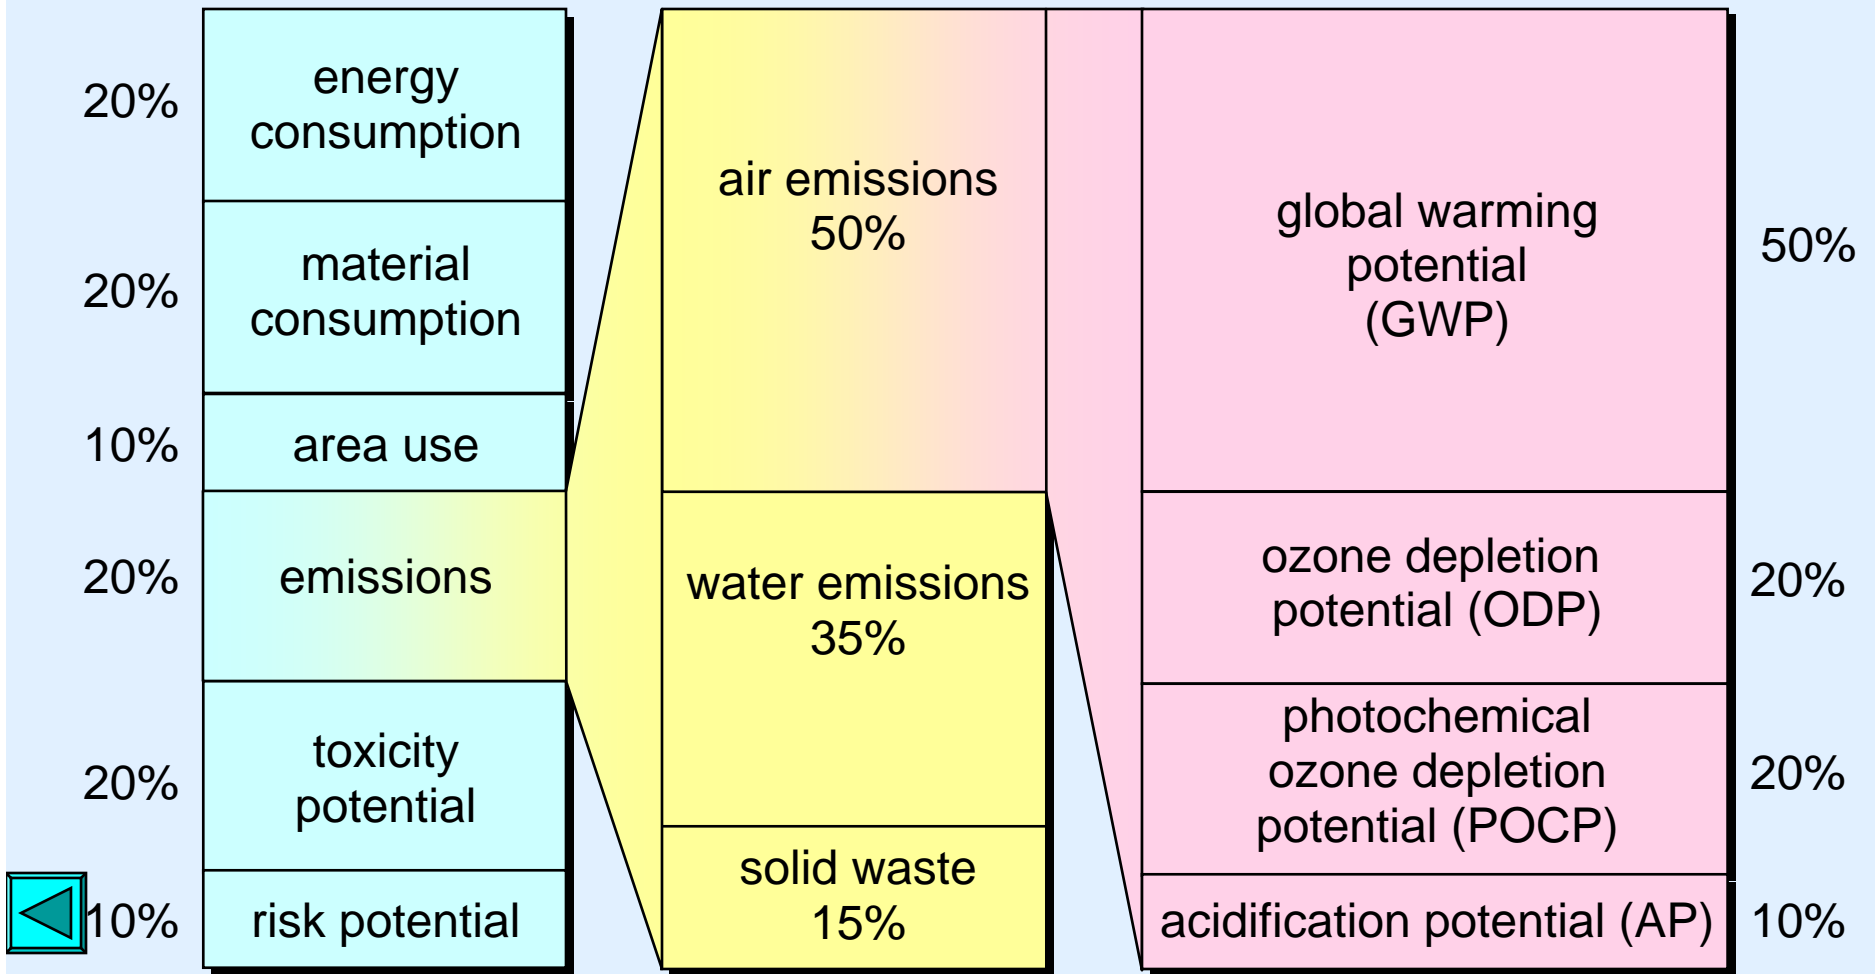 20%
energy
consumption
20%
material
consumption
10%
area use
20%
emissions
20%
toxicity
potential
10%
risk potential
air emissions
50%
water emissions
35%
solid waste
15%
global warming
potential
(GWP)
50%
ozone depletion
potential (ODP)
20%
photochemical
ozone depletion
potential (POCP)
20%
acidification potential (AP)
10%